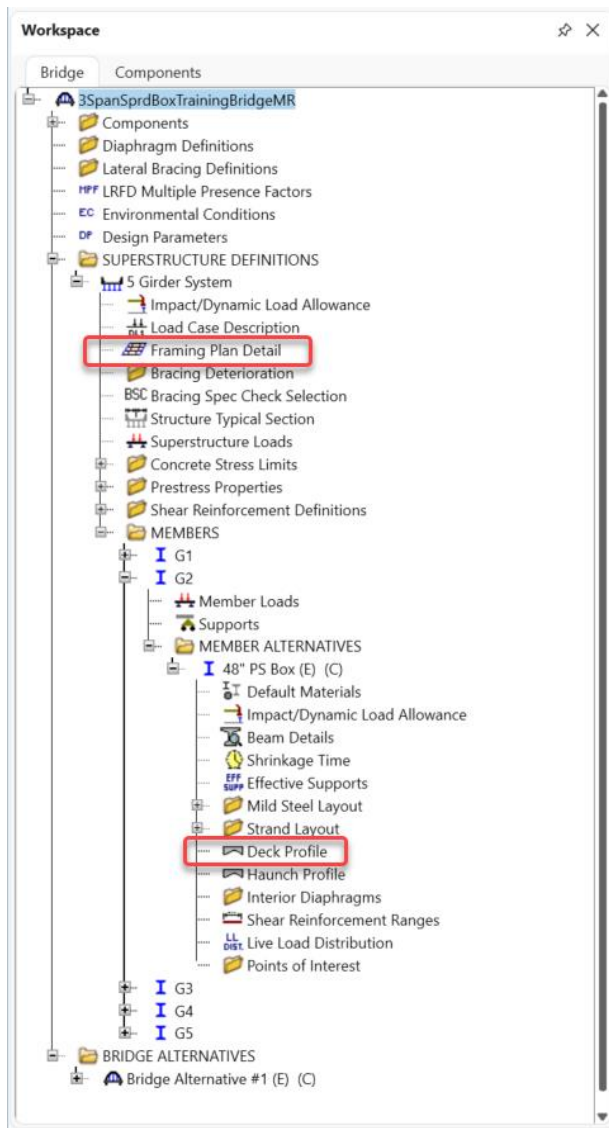 Workspace
Bridge Components
3SpanSprdBoxTrainingBridgeMR
Components
Diaphragm Definitions
Lateral Bracing Definitions
MPF LRFD Multiple Presence Factors
EC Environmental Conditions
DP Design Parameters
SUPERSTRUCTURE DEFINITIONS
5 Girder System
Impact/Dynamic Load Allowance
DL1 Load Case Description
Framing Plan Detail
Bracing Deterioration
BSC Bracing Spec Check Selection
Structure Typical Section
Superstructure Loads
Concrete Stress Limits
Prestress Properties
Shear Reinforcement Definitions
MEMBERS
G1
G2
Member Loads
Supports
MEMBER ALTERNATIVES
48" PS Box (E) (C)
Default Materials
Impact/Dynamic Load Allowance
Beam Details
Shrinkage Time
EFF SUPP Effective Supports
Mild Steel Layout
Strand Layout
Deck Profile
Haunch Profile
Interior Diaphragms
Shear Reinforcement Ranges
LL DIST. Live Load Distribution
Points of Interest
G3
G4
G5
BRIDGE ALTERNATIVES
Bridge Alternative #1 (E) (C)